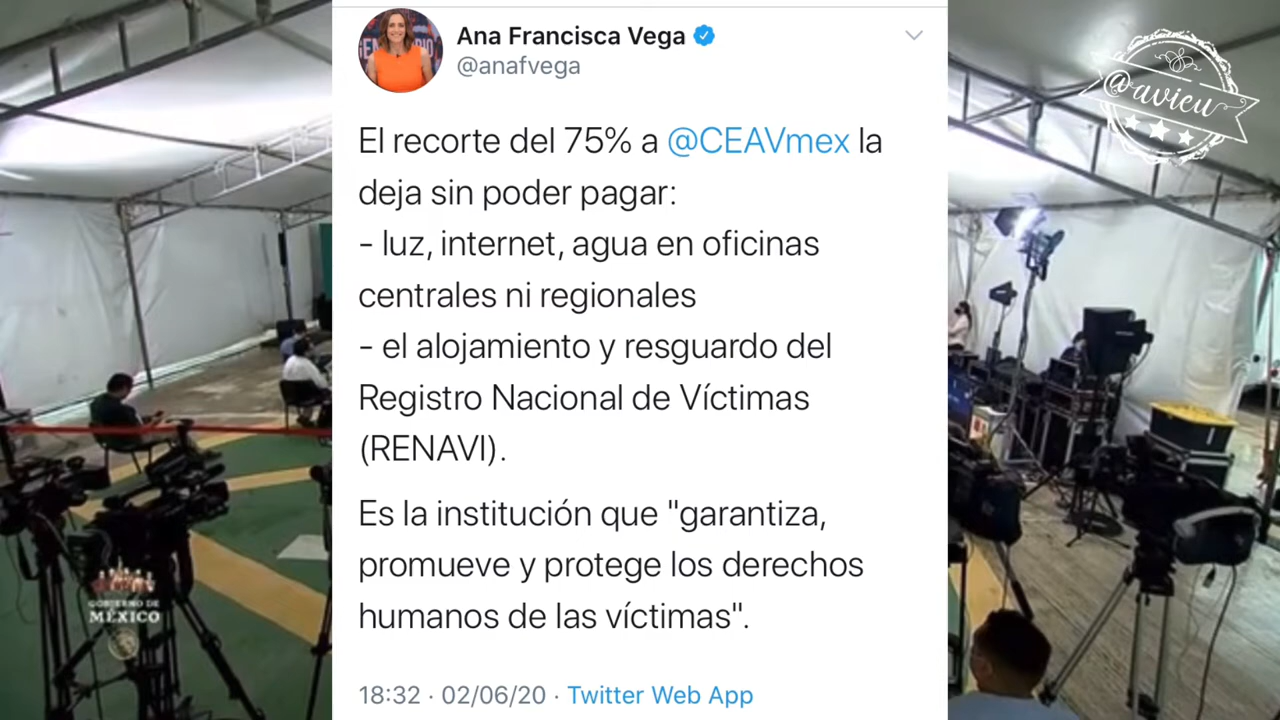 Ana Francisca Vega
@anafvega
El recorte del 75% a @CEAVmex la
deja sin poder pagar:
- luz, internet, agua en oficinas
centrales ni regionales
- el alojamiento y resguardo del
Registro Nacional de Víctimas
(RENAVI).
Es la institución que "garantiza,
promueve y protege los derechos
humanos de las víctimas".
18:32 · 02/06/20 · Twitter Web App
@avieu
GOBIERNO DE
MÉXICO